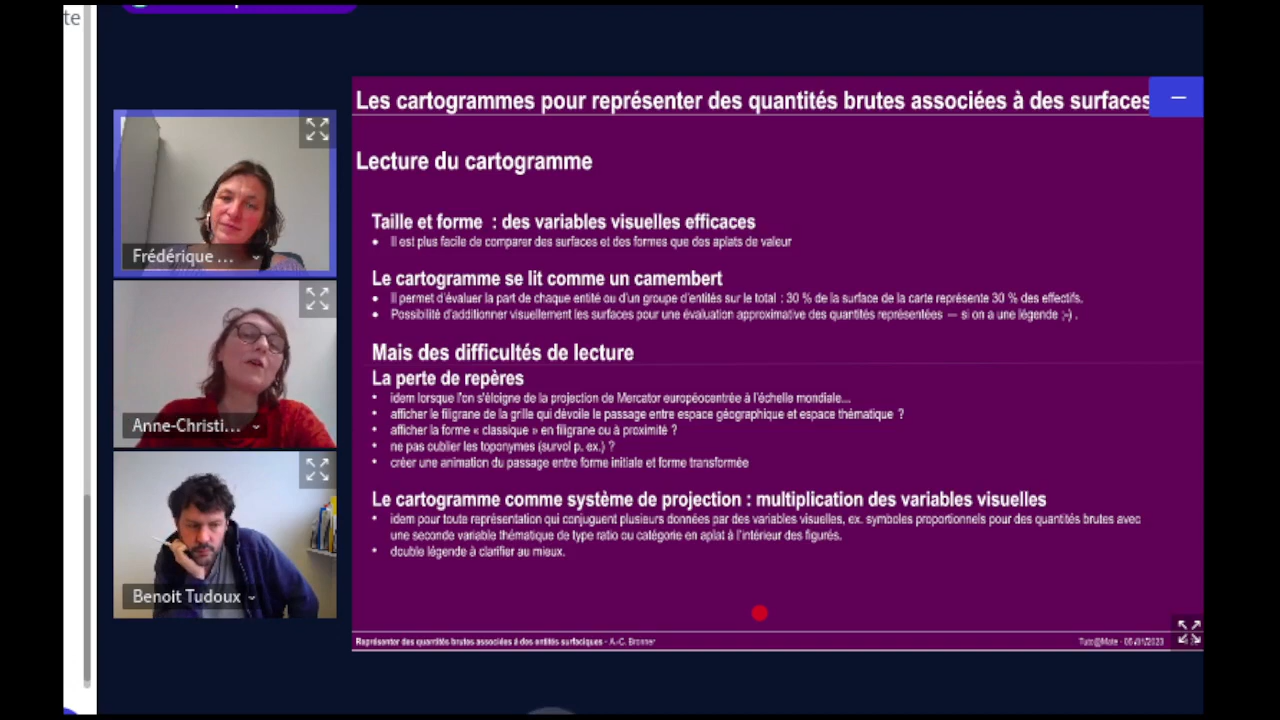 te
Les cartogrammes pour représenter des quantités brutes associées à des surfaces
Lecture du cartogramme
Taille et forme : des variables visuelles efficaces
• Il est plus facile de comparer des surfaces et des formes que des aplats de valeur
Le cartogramme se lit comme un camembert
• Il permet d'évaluer la part de chaque entité ou d'un groupe d'entités sur le total : 30 % de la surface de la carte représente 30 % des effectifs.
• Possibilité d'additionner visuellement les surfaces pour une évaluation approximative des quantités représentées — si on a une légende ;-) .
Mais des difficultés de lecture
La perte de repères
• idem lorsque l'on s'éloigne de la projection de Mercator européocentrée à l'échelle mondiale...
• afficher le filigrane de la grille qui dévoile le passage entre espace géographique et espace thématique ?
• afficher la forme « classique » en filigrane ou à proximité ?
• ne pas oublier les toponymes (survol p. ex.) ?
• créer une animation du passage entre forme initiale et forme transformée
Le cartogramme comme système de projection : multiplication des variables visuelles
• idem pour toute représentation qui conjuguent plusieurs données par des variables visuelles, ex. symboles proportionnels pour des quantités brutes avec
une seconde variable thématique de type ratio ou catégorie en aplat à l'intérieur des figurés.
• double légende à clarifier au mieux.
Représenter des quantités brutes associées à des entités surfaciques - A.-C. Bronner
Tuto@Mate - 05/01/2023
Frédérique ...
Anne-Christi...
Benoit Tudoux